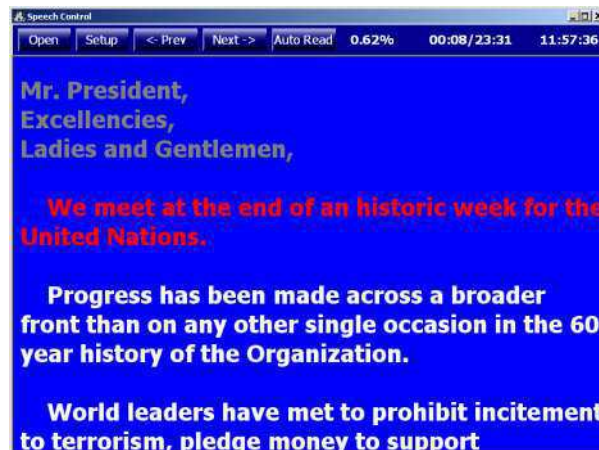 Speech Control
Open Setup <- Prev Next -> Auto Read 0.62% 00:08/23:31 11:57:36
Mr. President,
Excellencies,
Ladies and Gentlemen,
We meet at the end of an historic week for the
United Nations.
Progress has been made across a broader
front than on any other single occasion in the 60
year history of the Organization.
World leaders have met to prohibit incitement
to terrorism, pledge money to support